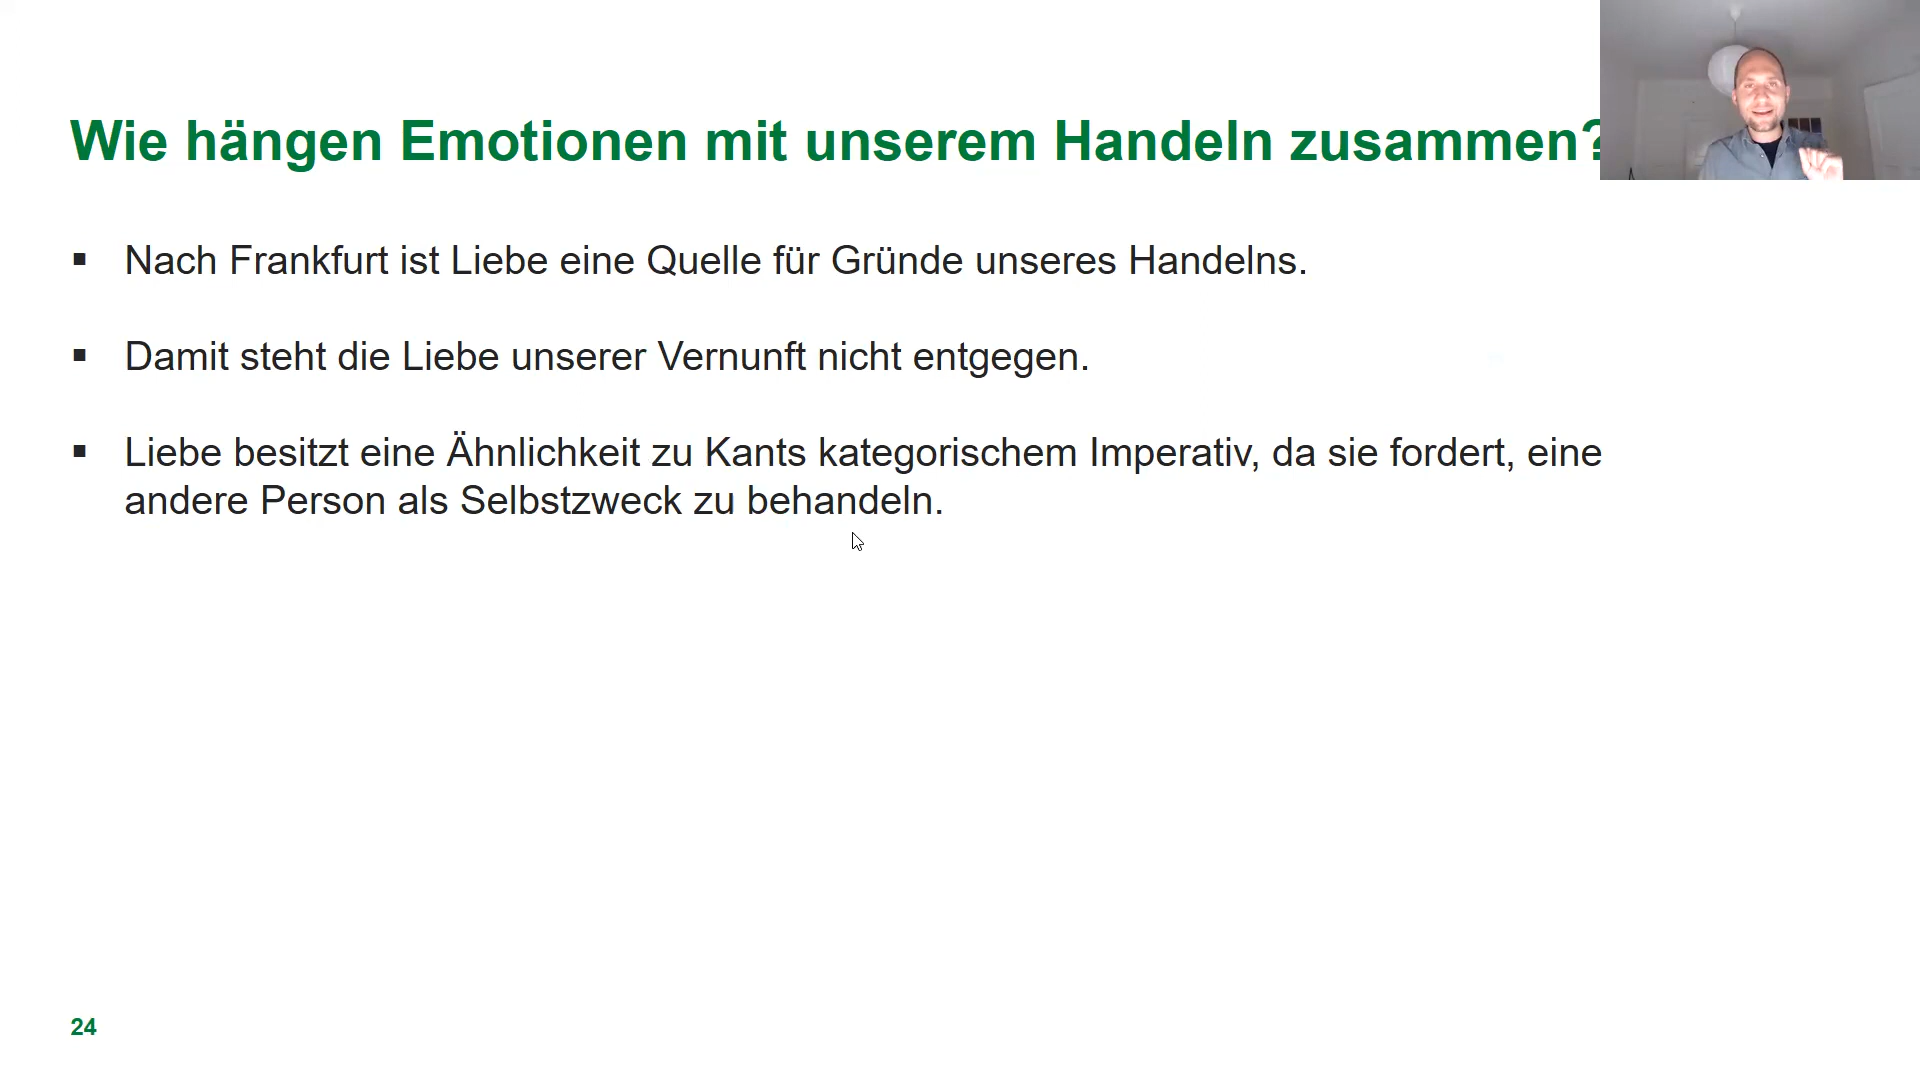 Wie hängen Emotionen mit unserem Handeln zusammen?
▪ Nach Frankfurt ist Liebe eine Quelle für Gründe unseres Handelns.
▪ Damit steht die Liebe unserer Vernunft nicht entgegen.
▪ Liebe besitzt eine Ähnlichkeit zu Kants kategorischem Imperativ, da sie fordert, eine
andere Person als Selbstzweck zu behandeln.
24